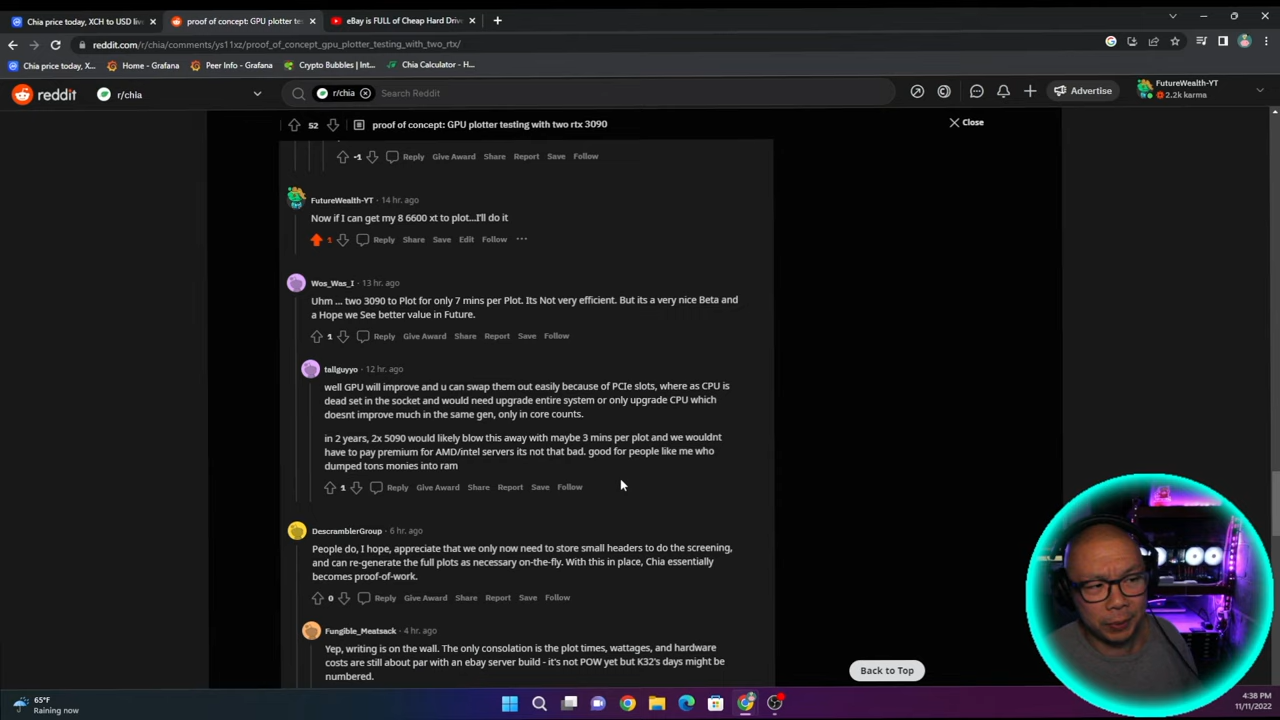 Chia price today, XCH to USD live
proof of concept: GPU plotter tes
eBay is FULL of Cheap Hard Driv
reddit.com/r/chia/comments/ys11xz/proof_of_concept_gpu_plotter_testing_with_two_rtx/
Chia price today, X...
Home - Grafana
Peer Info - Grafana
Crypto Bubbles | Int...
Chia Calculator - H...
reddit
r/chia
r/chia
Search Reddit
Advertise
FutureWealth-YT
2.2k karma
52
proof of concept: GPU plotter testing with two rtx 3090
Close
-1 Reply Give Award Share Report Save Follow
FutureWealth-YT · 14 hr. ago
Now if I can get my 8 6600 xt to plot...I'll do it
1 Reply Share Save Edit Follow ...
Wos_Was_I · 13 hr. ago
Uhm ... two 3090 to Plot for only 7 mins per Plot. Its Not very efficient. But its a very nice Beta and
a Hope we See better value in Future.
1 Reply Give Award Share Report Save Follow
tallguyyo · 12 hr. ago
well GPU will improve and u can swap them out easily because of PCIe slots, where as CPU is
dead set in the socket and would need upgrade entire system or only upgrade CPU which
doesnt improve much in the same gen, only in core counts.
in 2 years, 2x 5090 would likely blow this away with maybe 3 mins per plot and we wouldnt
have to pay premium for AMD/intel servers its not that bad. good for people like me who
dumped tons monies into ram
1 Reply Give Award Share Report Save Follow
DescramblerGroup · 6 hr. ago
People do, I hope, appreciate that we only now need to store small headers to do the screening,
and can re-generate the full plots as necessary on-the-fly. With this in place, Chia essentially
becomes proof-of-work.
0 Reply Give Award Share Report Save Follow
Fungible_Meatsack · 4 hr. ago
Yep, writing is on the wall. The only consolation is the plot times, wattages, and hardware
costs are still about par with an ebay server build - it's not POW yet but K32's days might be
numbered.
Back to Top
65°F
Raining now
4:38 PM
11/11/2022